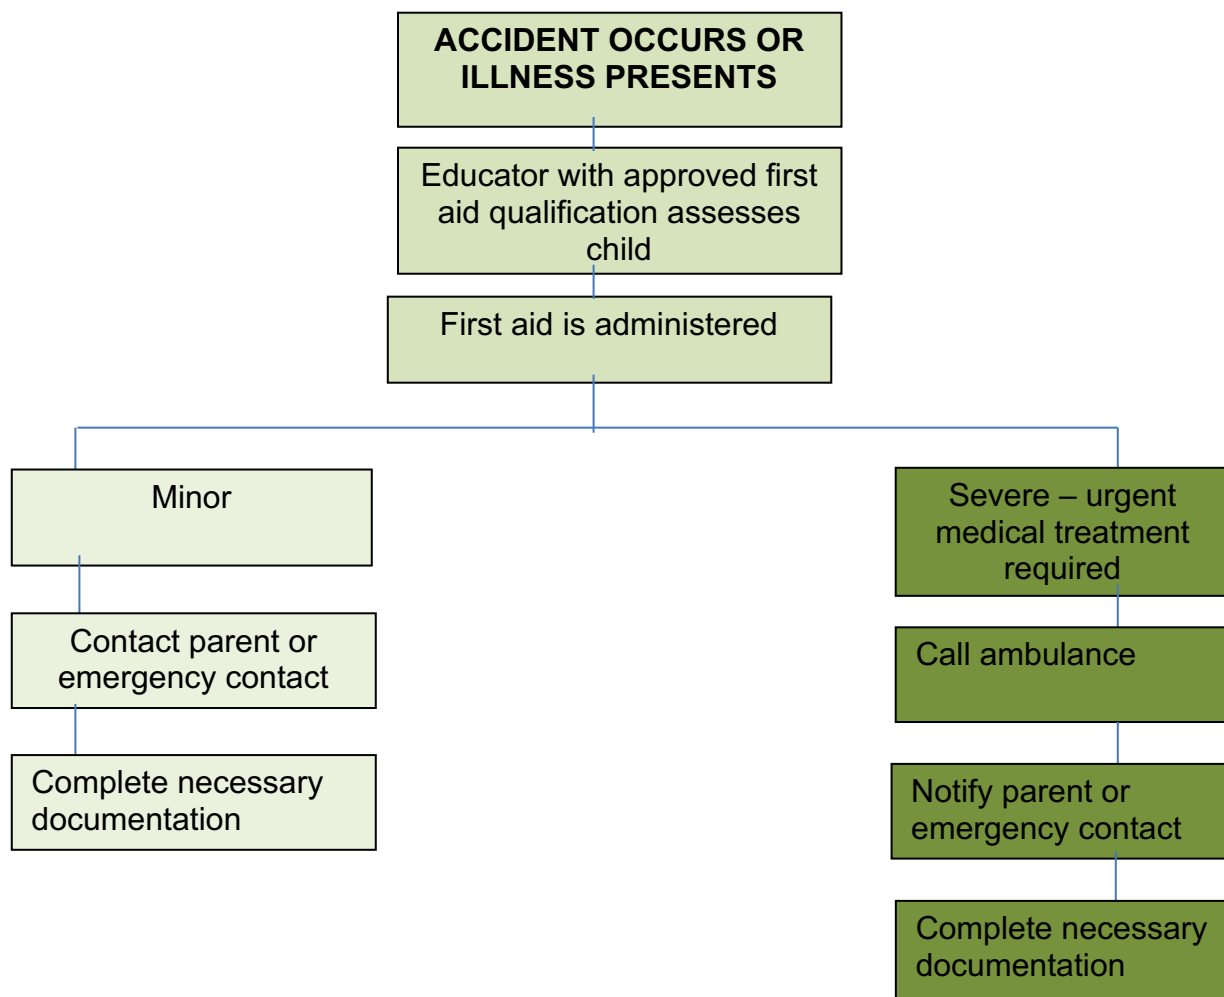 ACCIDENT OCCURS OR
ILLNESS PRESENTS
Educator with approved first
aid qualification assesses
child
First aid is administered
Minor
Contact parent or
emergency contact
Complete necessary
documentation
Severe – urgent
medical treatment
required
Call ambulance
Notify parent or
emergency contact
Complete necessary
documentation